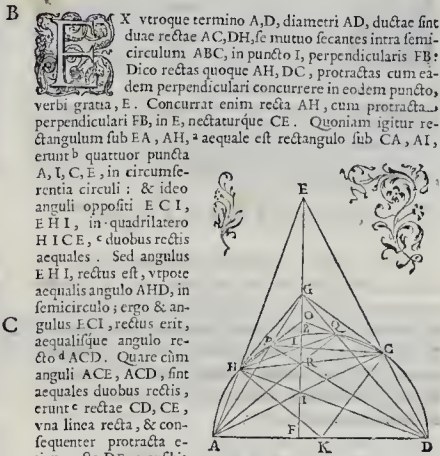 B
EX vtroque termino A,D, diametri AD, ductae sint
duae rectae AC,DH, se mutuo secantes intra semi-
circulum ABC, in puncto I, perpendicularis FB:
Dico rectas quoque AH, DC, protractas cum ea-
dem perpendiculari concurrere in eodem puncto,
verbi gratia, E. Concurrat enim recta AH, cum protracta
perpendiculari FB, in E, nectaturque CE. Quoniam igitur re-
ctangulum sub EA, AH, a aequale est rectangulo sub CA, AI,
erunt b quattuor puncta
A, I, C, E, in circumfe-
rentia circuli : & ideo
anguli oppositi E C I,
E H I, in quadrilatero
H I C E, c duobus rectis
aequales . Sed angulus
E H I, rectus est, vtpote
aequalis angulo AHD, in
semicirculo ; ergo & an-
C
gulus ECI, rectus erit,
aequalisque angulo re-
cto d ACD. Quare cùm
anguli ACE, ACD, sint
aequales duobus rectis,
erunt e rectae CD, CE,
vna linea recta, & con-
sequenter protracta
E
G
O
Q
P
H
R
C
I
A
F
K
D